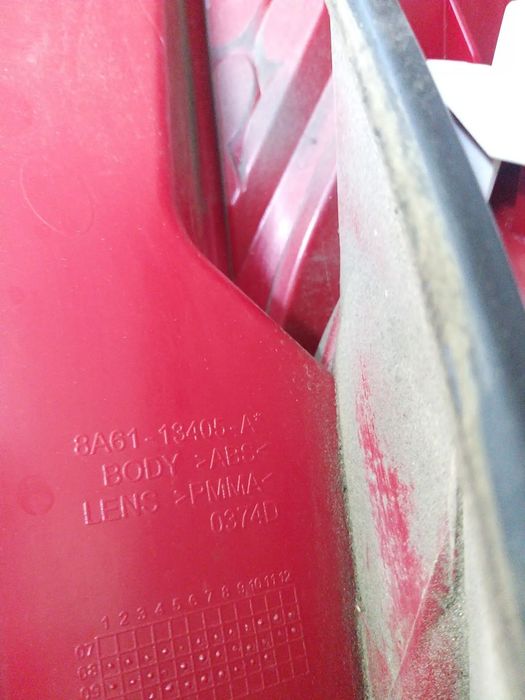 8A61-13405-A*
BODY >ABS<
LENS >PMMA<
0374D
1 2 3 4 5 6 7 8 9 10 11 12
07
08
09